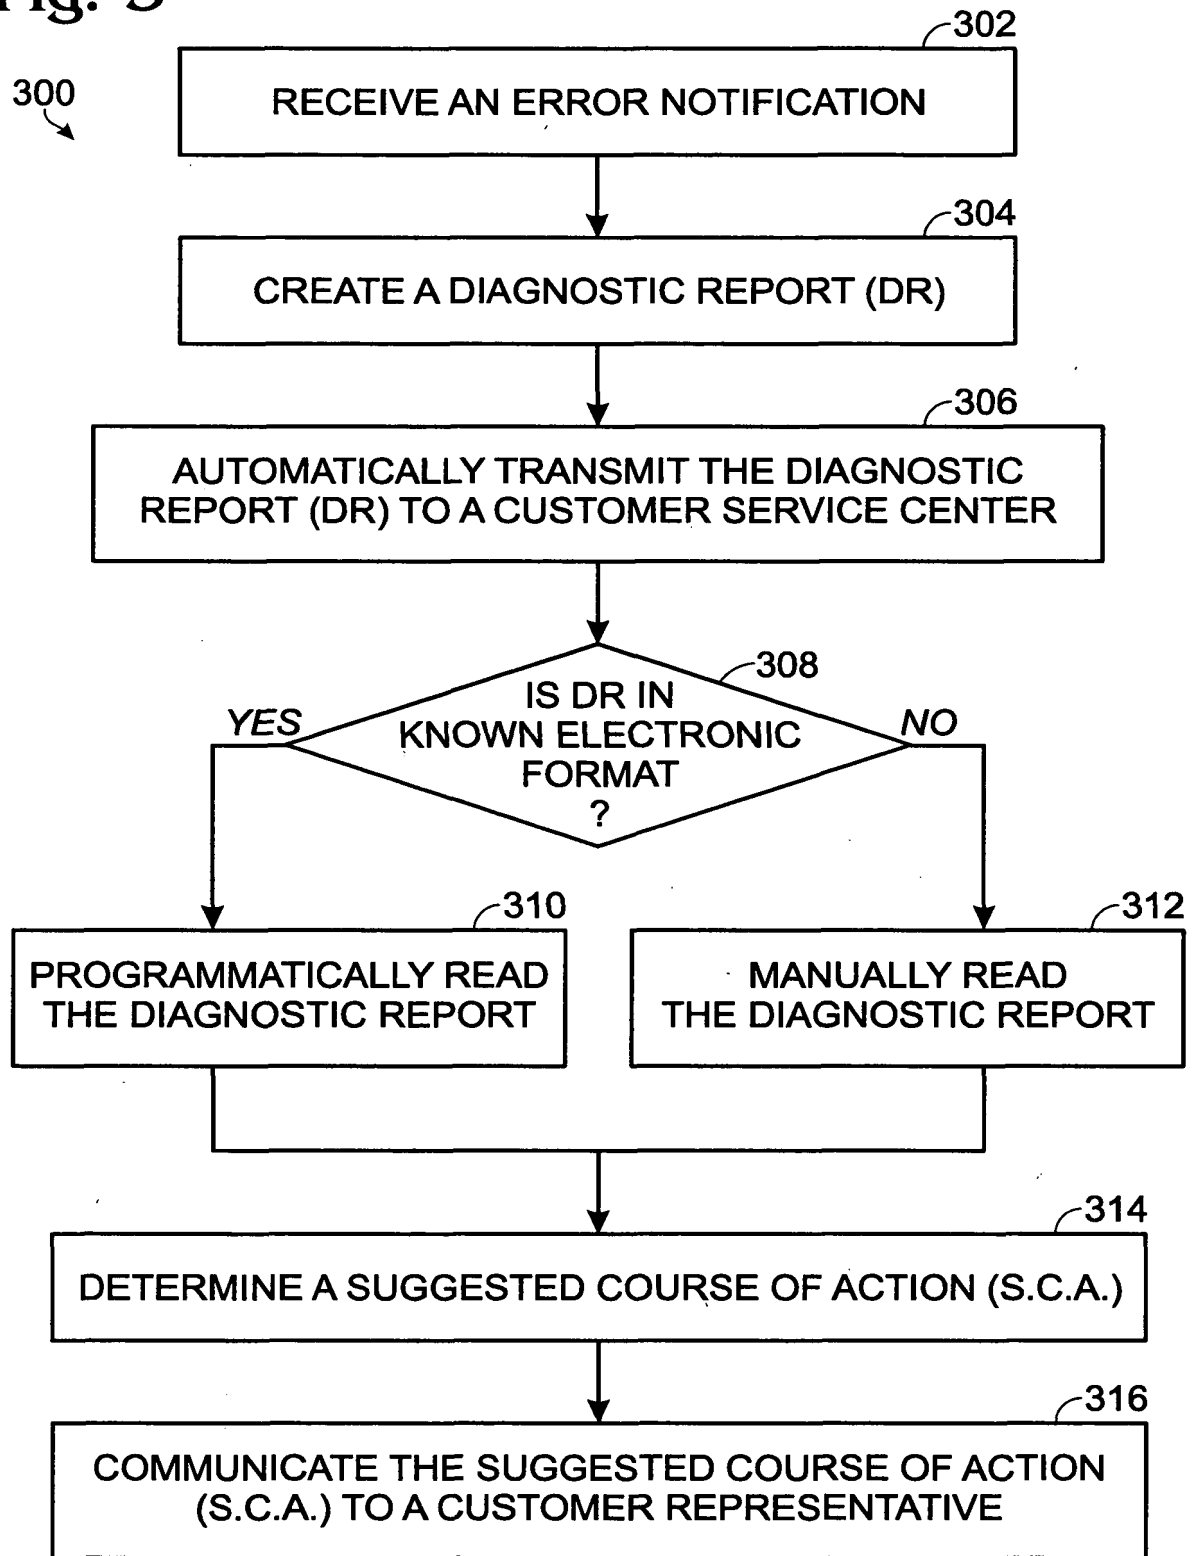 302
300
RECEIVE AN ERROR NOTIFICATION
304
CREATE A DIAGNOSTIC REPORT (DR)
306
AUTOMATICALLY TRANSMIT THE DIAGNOSTIC
REPORT (DR) TO A CUSTOMER SERVICE CENTER
308
IS DR IN
KNOWN ELECTRONIC
FORMAT
?
YES
NO
310
312
PROGRAMMATICALLY READ
THE DIAGNOSTIC REPORT
MANUALLY READ
THE DIAGNOSTIC REPORT
314
DETERMINE A SUGGESTED COURSE OF ACTION (S.C.A.)
316
COMMUNICATE THE SUGGESTED COURSE OF ACTION
(S.C.A.) TO A CUSTOMER REPRESENTATIVE